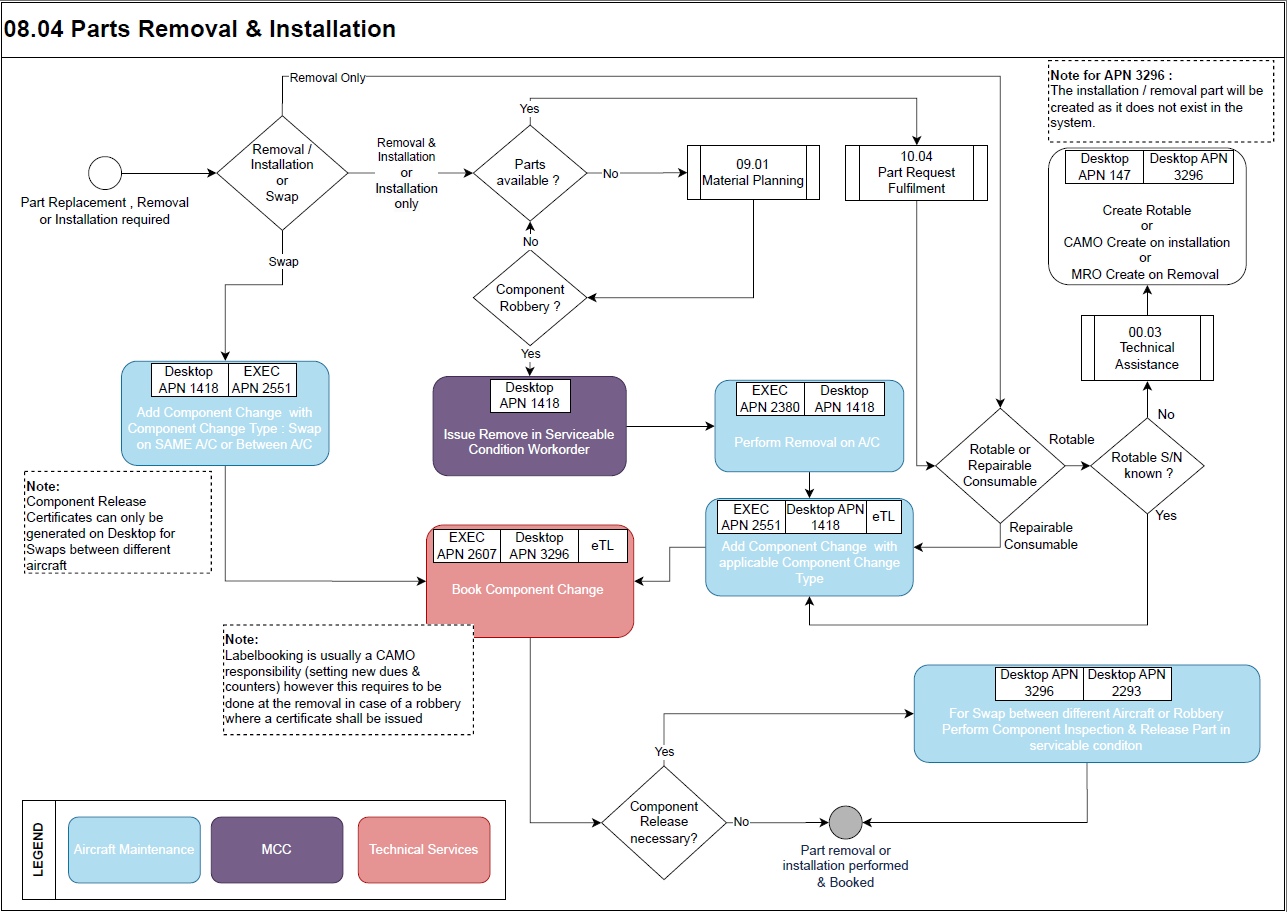 08.04 Parts Removal & Installation
Removal Only
Note for APN 3296 :
The installation / removal part will be
created as it does not exist in the
system.
Part Replacement , Removal
or Installation required
Removal /
Installation
or
Swap
Removal &
Installation
or
Installation
only
Yes
Parts
available ?
No
09.01
Material Planning
10.04
Part Request
Fulfilment
Desktop
APN 147
Desktop APN
3296
Create Rotable
or
CAMO Create on installation
or
MRO Create on Removal
Swap
No
Component
Robbery ?
Yes
00.03
Technical
Assistance
No
Desktop
APN 1418
EXEC
APN 2551
Add Component Change with
Component Change Type : Swap
on SAME A/C or Between A/C
Desktop
APN 1418
Issue Remove in Serviceable
Condition Workorder
EXEC
APN 2380
Desktop
APN 1418
Perform Removal on A/C
Rotable or
Repairable
Consumable
Rotable
Rotable S/N
known ?
Yes
Repairable
Consumable
Note:
Component Release
Certificates can only be
generated on Desktop for
Swaps between different
aircraft
EXEC
APN 2551
Desktop APN
1418
eTL
Add Component Change with
applicable Component Change
Type
EXEC
APN 2607
Desktop
APN 3296
eTL
Book Component Change
Note:
Labelbooking is usually a CAMO
responsibility (setting new dues &
counters) however this requires to be
done at the removal in case of a robbery
where a certificate shall be issued
Desktop APN
3296
Desktop APN
2293
For Swap between different Aircraft or Robbery
Perform Component Inspection & Release Part in
servicable conditon
Yes
Component
Release
necessary?
No
Part removal or
installation performed
& Booked
LEGEND
Aircraft Maintenance
MCC
Technical Services